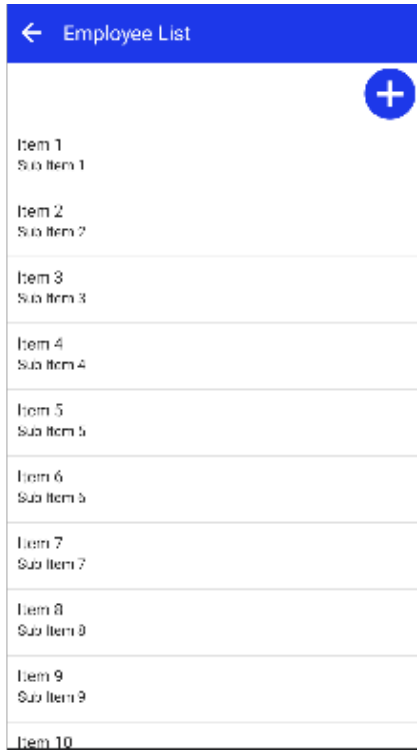 Employee List
Item 1
Sub Item 1
Item 2
Sub Item 2
Item 3
Sub Item 3
Item 4
Sub Item 4
Item 5
Sub Item 5
Item 6
Sub Item 6
Item 7
Sub Item 7
Item 8
Sub Item 8
Item 9
Sub Item 9
Item 10